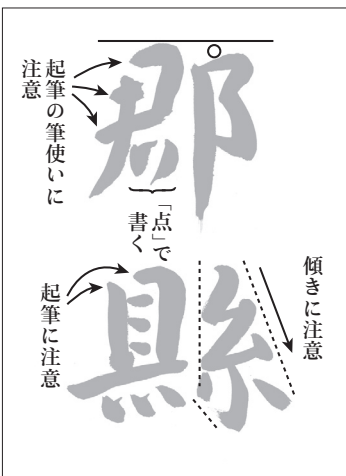 郡
起筆の筆使いに
注意
「点」で
書く
縣
傾きに注意
起筆に注意